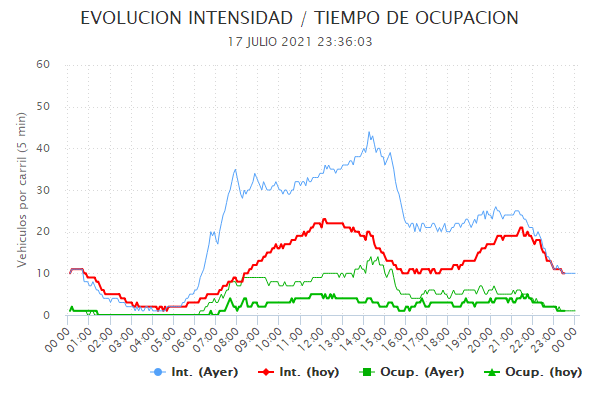 EVOLUCION INTENSIDAD / TIEMPO DE OCUPACION
17 JULIO 2021 23:36:03
Vehiculos por carril (5 min)
60
50
40
30
20
10
0
00:00 01:00 02:00 03:00 04:00 05:00 06:00 07:00 08:00 09:00 10:00 11:00 12:00 13:00 14:00 15:00 16:00 17:00 18:00 19:00 20:00 21:00 22:00 23:00 00:00
Int. (Ayer) Int. (hoy) Ocup. (Ayer) Ocup. (hoy)